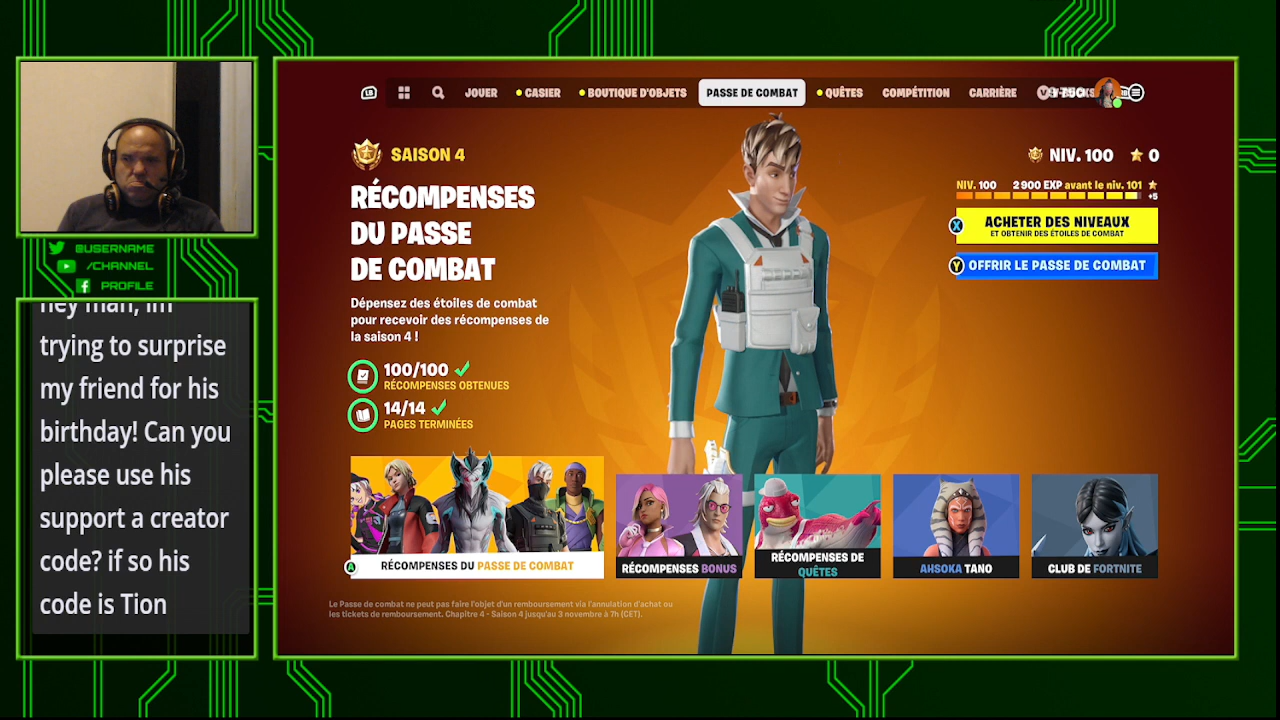 LB
JOUER
CASIER
BOUTIQUE D'OBJETS
PASSE DE COMBAT
QUÊTES
COMPÉTITION
CARRIÈRE
SAISON 4
RÉCOMPENSES
DU PASSE
DE COMBAT
Dépensez des étoiles de combat
pour recevoir des récompenses de
la saison 4 !
100/100
RÉCOMPENSES OBTENUES
14/14
PAGES TERMINÉES
NIV. 100 0
NIV. 100 2 900 EXP avant le niv. 101
+5
X ACHETER DES NIVEAUX
ET OBTENIR DES ÉTOILES DE COMBAT
Y OFFRIR LE PASSE DE COMBAT
@USERNAME
/CHANNEL
PROFILE
hey man, im
trying to surprise
my friend for his
birthday! Can you
please use his
support a creator
code? if so his
code is Tion
A RÉCOMPENSES DU PASSE DE COMBAT
RÉCOMPENSES BONUS
RÉCOMPENSES DE
QUÊTES
AHSOKA TANO
CLUB DE FORTNITE
Le Passe de combat ne peut pas faire l'objet d'un remboursement via l'annulation d'achat ou
les tickets de remboursement. Chapitre 4 - Saison 4 jusqu'au 3 novembre à 7h (CET).